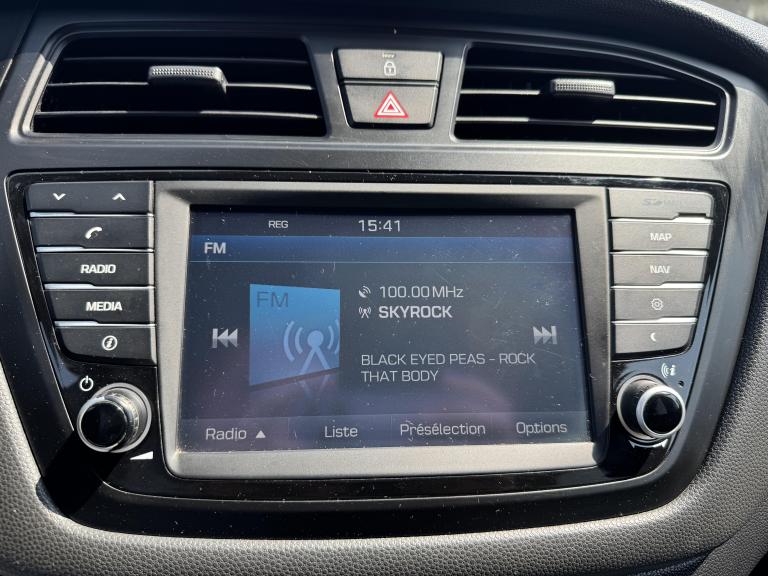 REG 15:41
FM
FM
100.00 MHz
SKYROCK
BLACK EYED PEAS - ROCK
THAT BODY
Radio Liste Présélection Options
RADIO
MEDIA
MAP
NAV